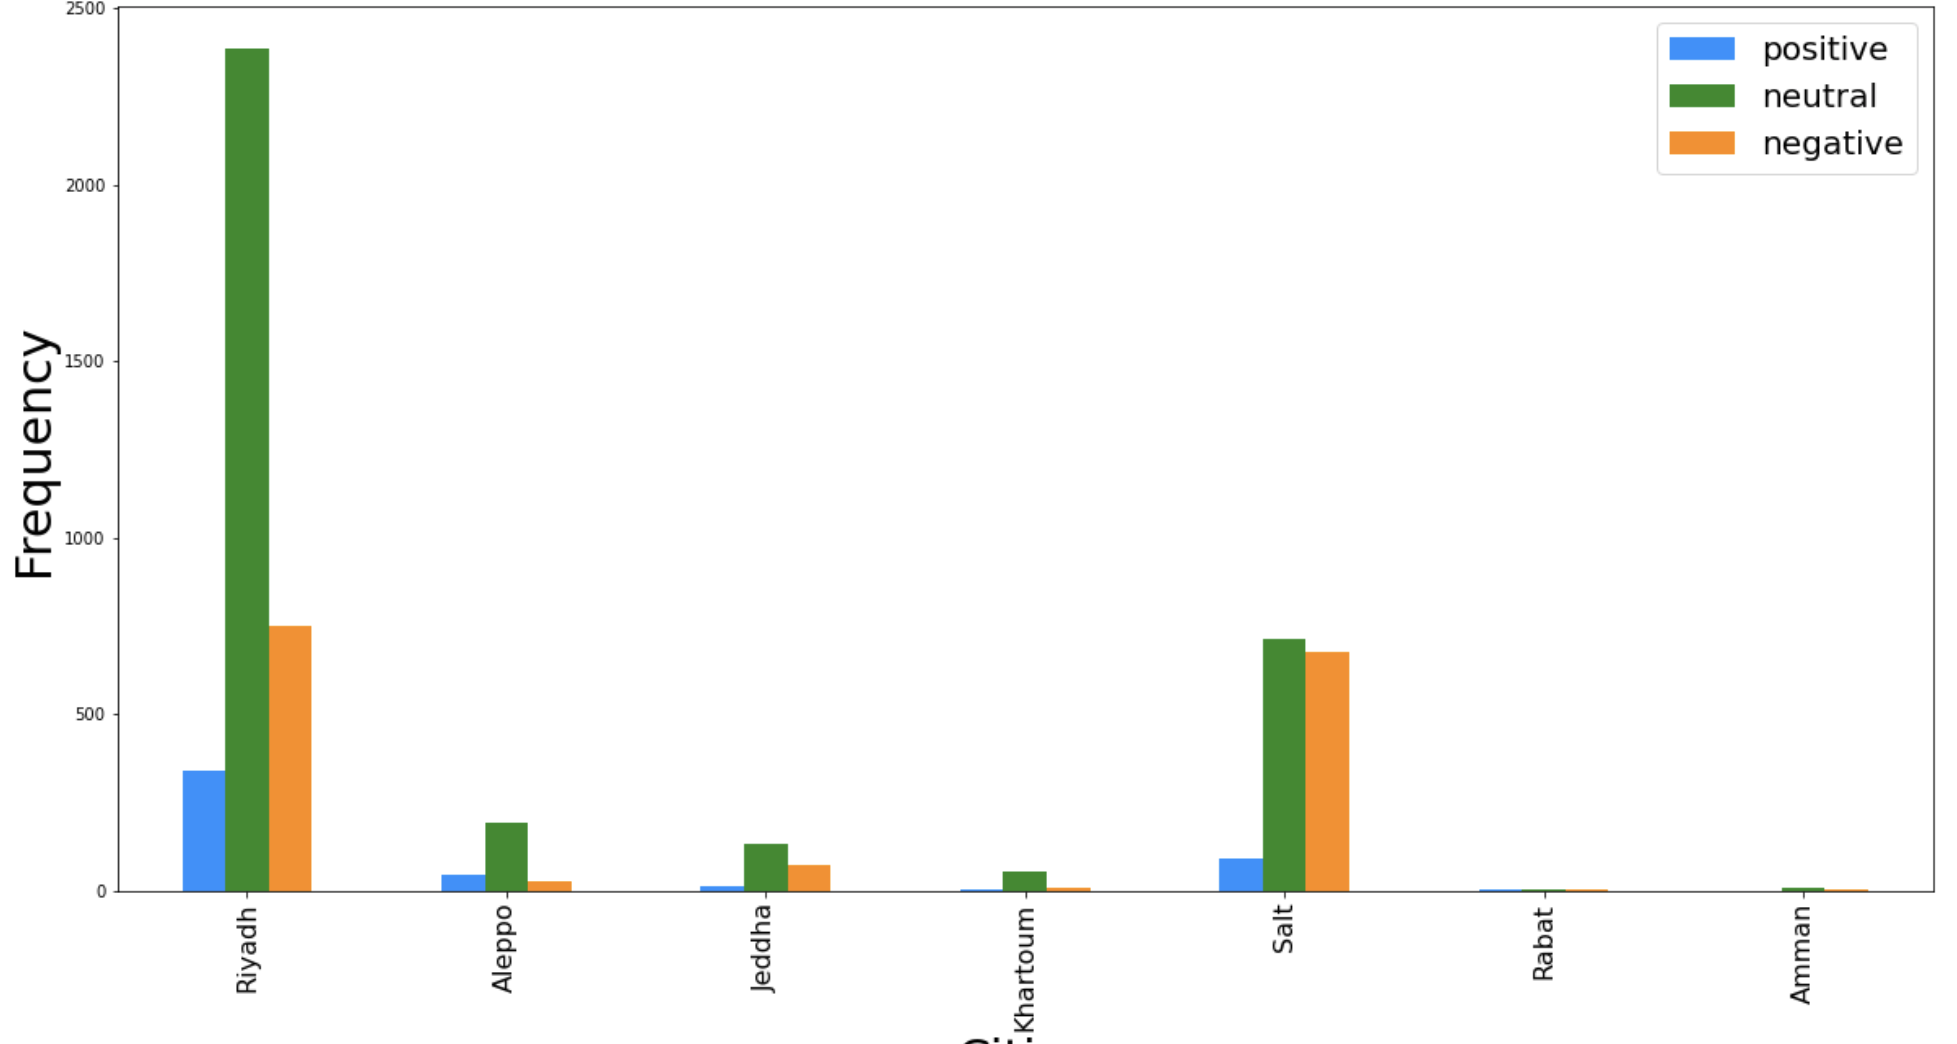 2500
2000
1500
1000
500
0
Frequency
positive
neutral
negative
Riyadh
Aleppo
Jeddha
Khartoum
Salt
Rabat
Amman